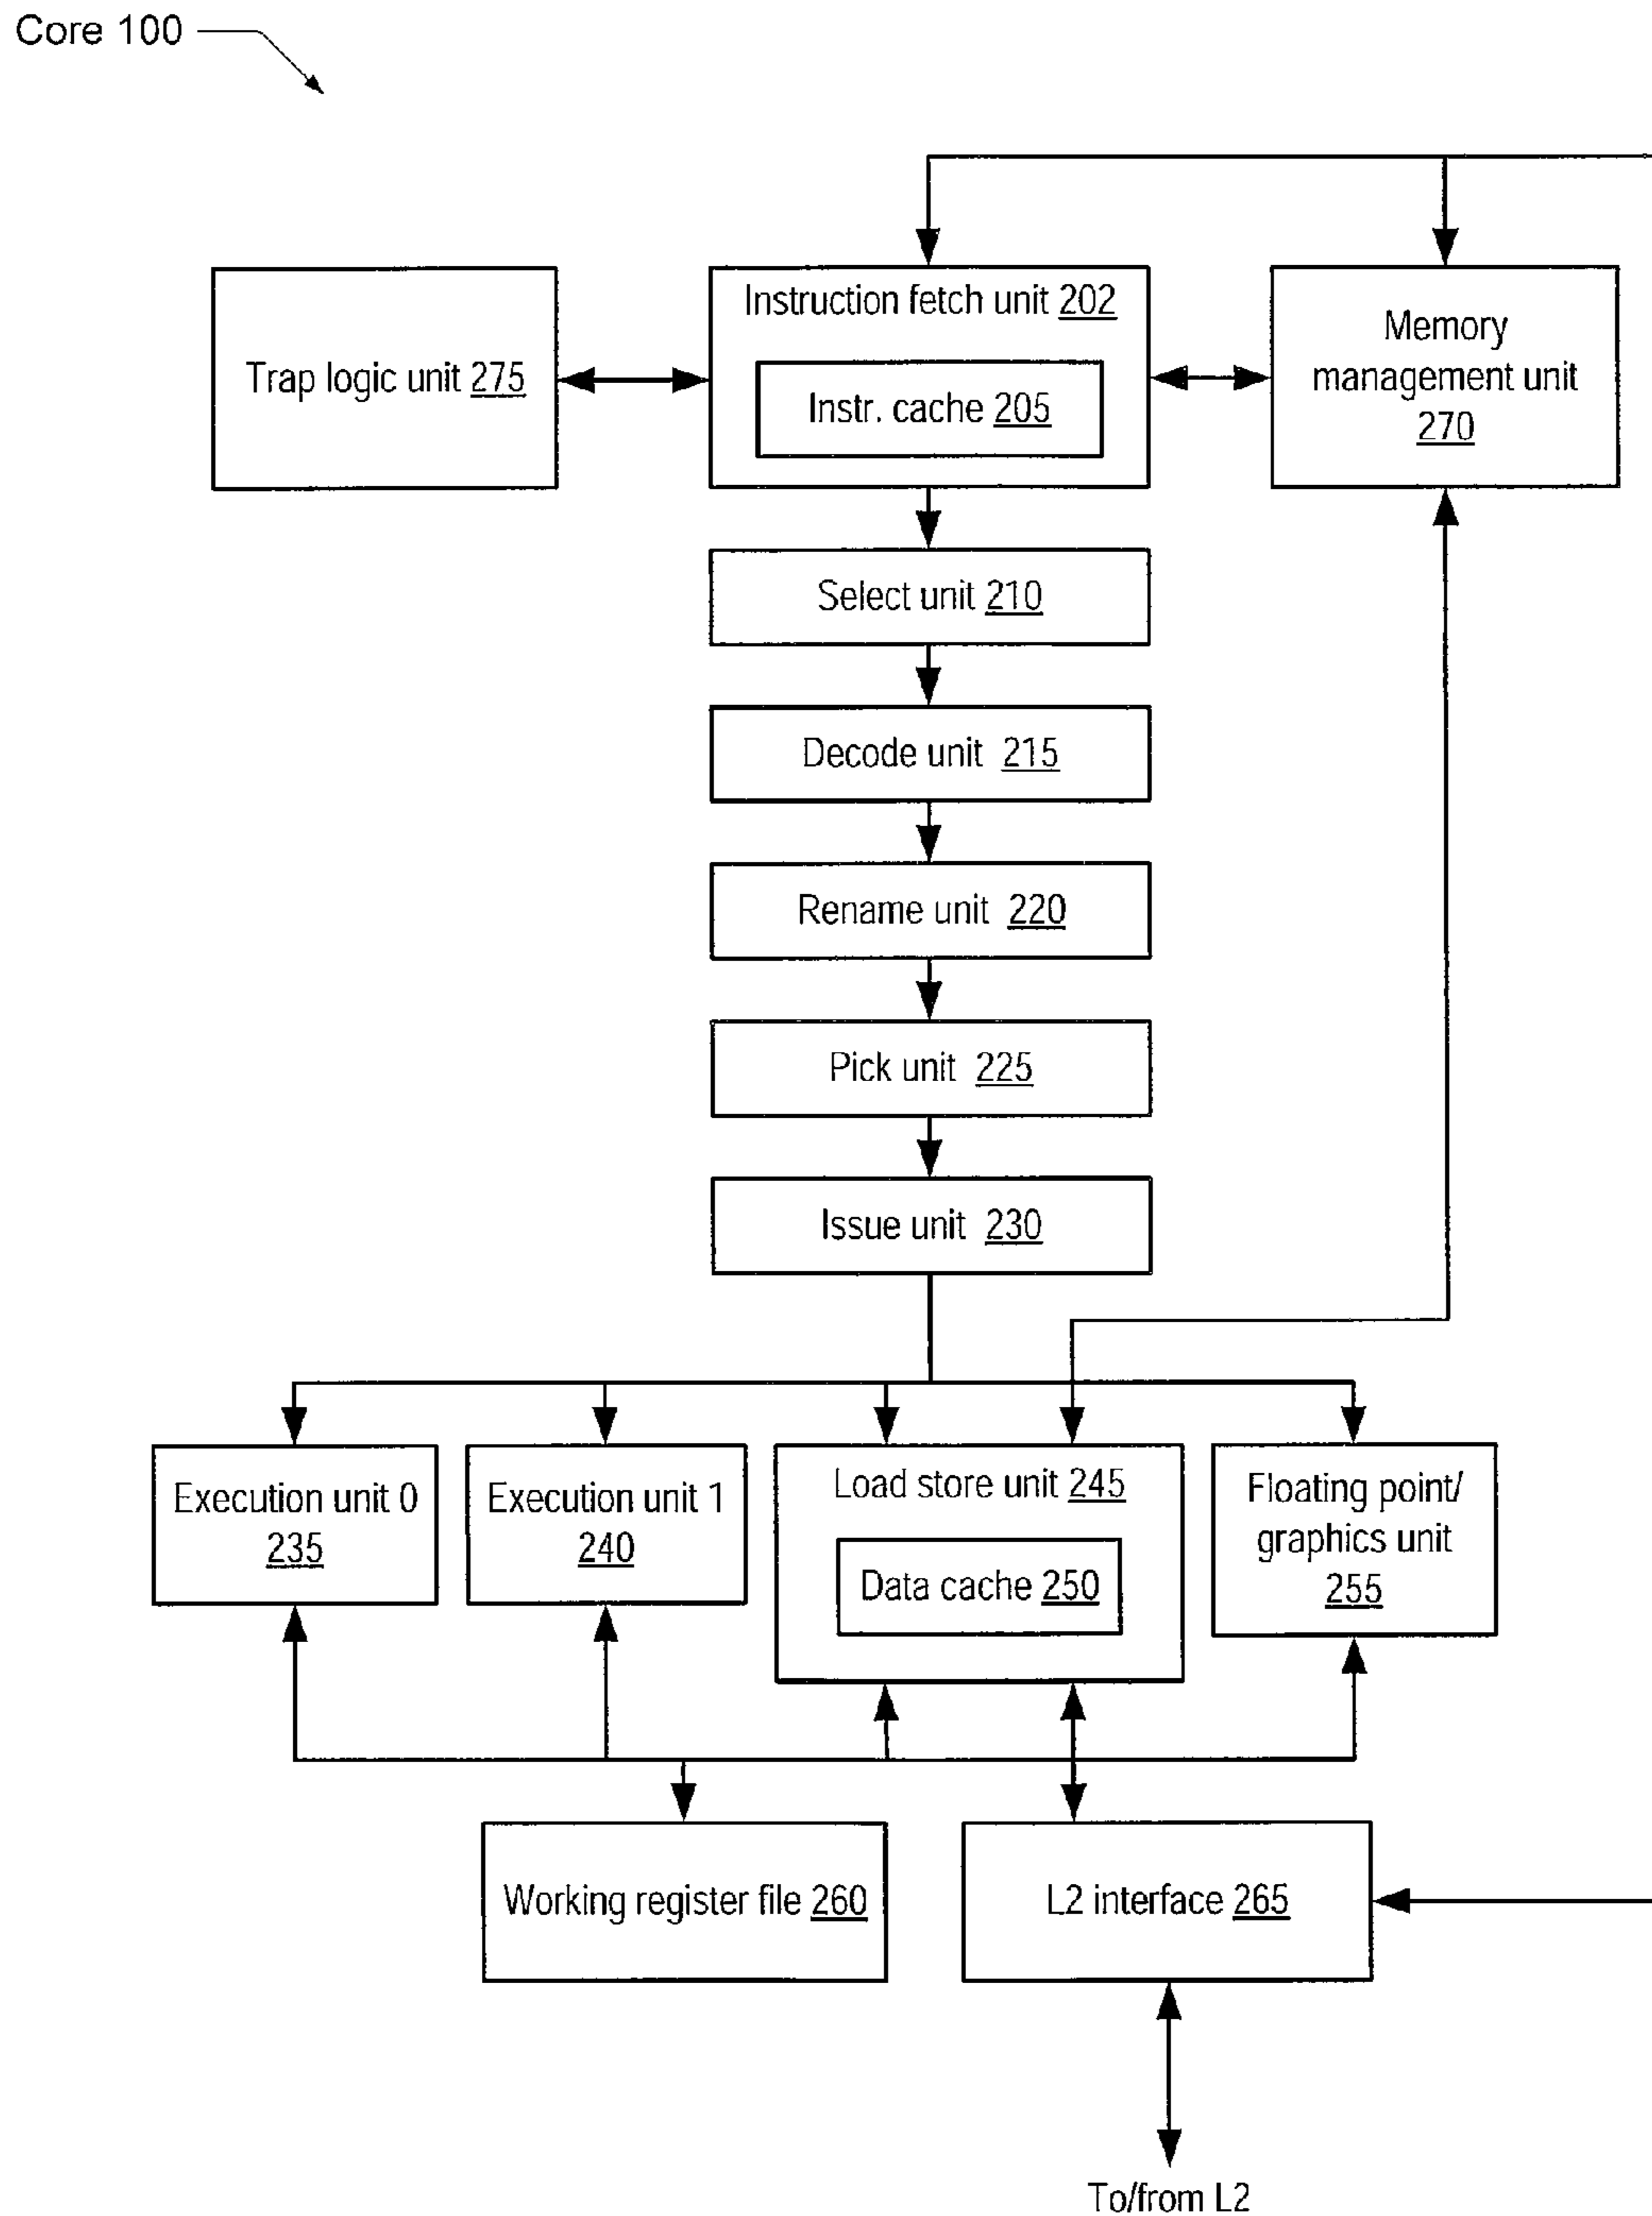 Core 100
Instruction fetch unit 202
Instr. cache 205
Trap logic unit 275
Memory
management unit
270
Select unit 210
Decode unit 215
Rename unit 220
Pick unit 225
Issue unit 230
Execution unit 0
235
Execution unit 1
240
Load store unit 245
Data cache 250
Floating point/
graphics unit
255
Working register file 260
L2 interface 265
To/from L2